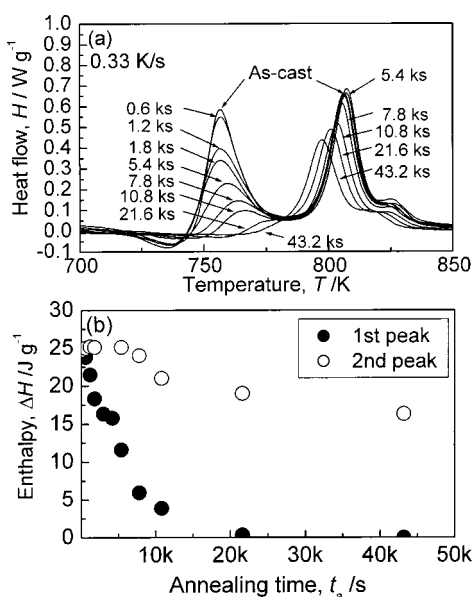 (a)
0.33 K/s
As-cast
0.6 ks
1.2 ks
1.8 ks
5.4 ks
7.8 ks
10.8 ks
21.6 ks
43.2 ks
5.4 ks
7.8 ks
10.8 ks
21.6 ks
43.2 ks
Heat flow, H / W g⁻¹
1.0
0.9
0.8
0.7
0.6
0.5
0.4
0.3
0.2
0.1
0.0
-0.1
700
750
800
850
Temperature, T /K
(b)
1st peak
2nd peak
Enthalpy, ΔH /J g⁻¹
30
25
20
15
10
5
0
10k
20k
30k
40k
50k
Annealing time, tₐ /s